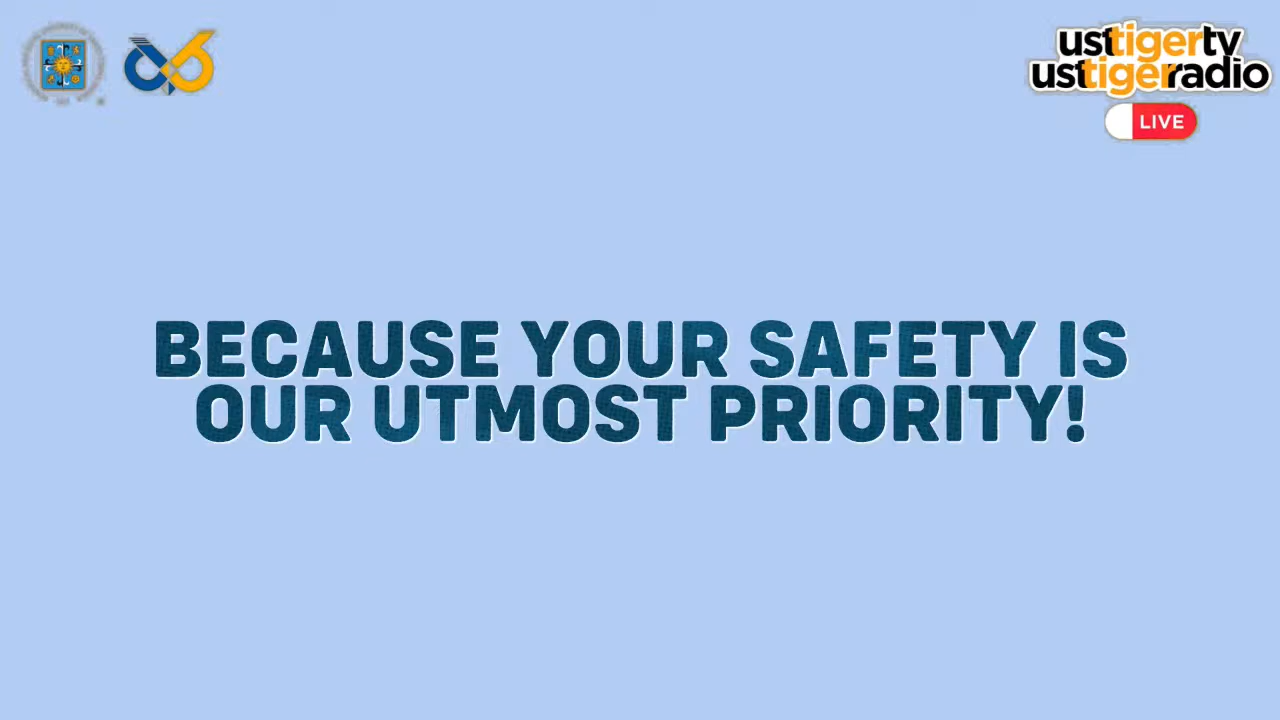 usttigertv
usttigerradio
LIVE
BECAUSE YOUR SAFETY IS
OUR UTMOST PRIORITY!